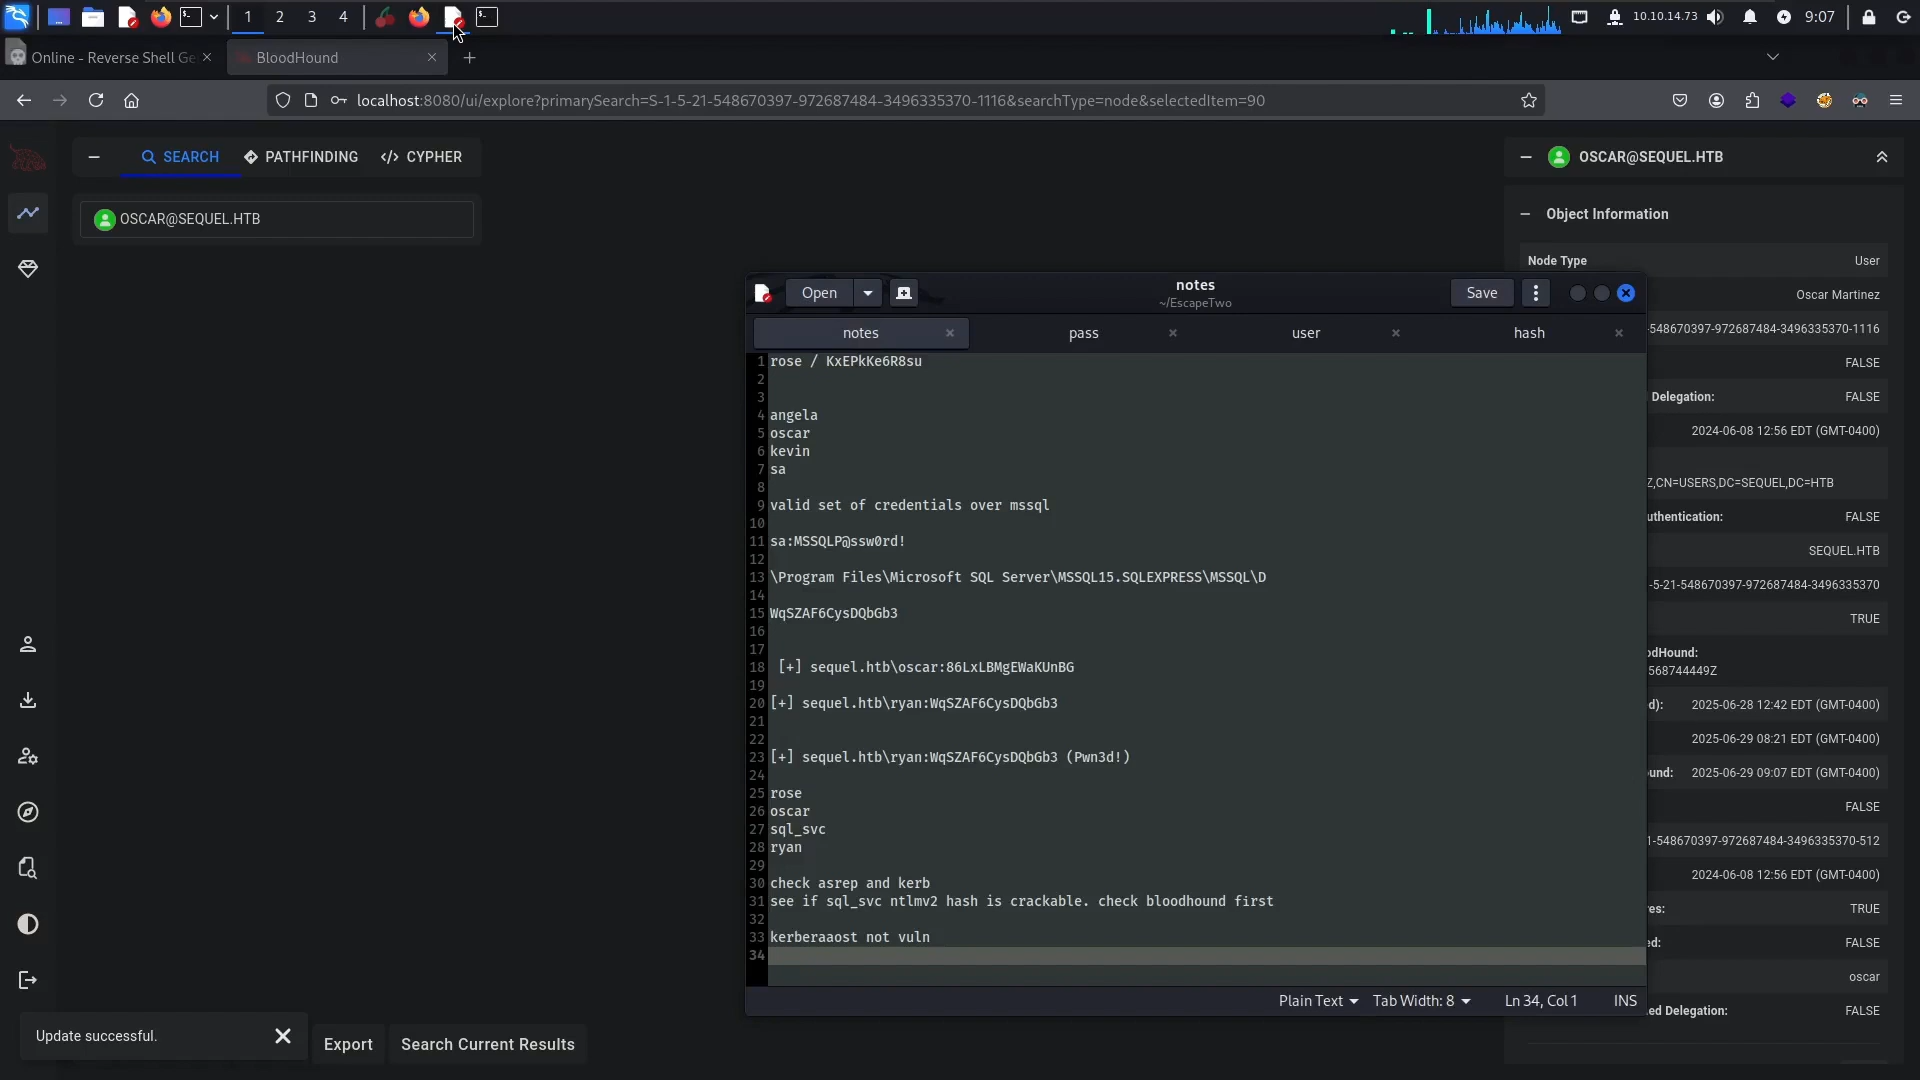 1 2 3 4
10.10.14.73 9:07
Online - Reverse Shell Ge
BloodHound
localhost:8080/ui/explore?primarySearch=S-1-5-21-548670397-972687484-3496335370-1116&searchType=node&selectedItem=90
SEARCH PATHFINDING CYPHER
OSCAR@SEQUEL.HTB
OSCAR@SEQUEL.HTB
Object Information
Node Type User
Oscar Martinez
-548670397-972687484-3496335370-1116
FALSE
Delegation: FALSE
2024-06-08 12:56 EDT (GMT-0400)
Z,CN=USERS,DC=SEQUEL,DC=HTB
uthentication: FALSE
SEQUEL.HTB
-5-21-548670397-972687484-3496335370
TRUE
odHound:
568744449Z
d): 2025-06-28 12:42 EDT (GMT-0400)
2025-06-29 08:21 EDT (GMT-0400)
und: 2025-06-29 09:07 EDT (GMT-0400)
FALSE
1-548670397-972687484-3496335370-512
2024-06-08 12:56 EDT (GMT-0400)
res: TRUE
ed: FALSE
oscar
ed Delegation: FALSE
Open
notes
~/EscapeTwo
Save
notes pass user hash
1 rose / KxEPkKe6R8su
2
3
4 angela
5 oscar
6 kevin
7 sa
8
9 valid set of credentials over mssql
10
11 sa:MSSQLP@ssw0rd!
12
13 \Program Files\Microsoft SQL Server\MSSQL15.SQLEXPRESS\MSSQL\D
14
15 WqSZAF6CysDQbGb3
16
17
18 [+] sequel.htb\oscar:86LxLBMgEWaKUnBG
19
20 [+] sequel.htb\ryan:WqSZAF6CysDQbGb3
21
22
23 [+] sequel.htb\ryan:WqSZAF6CysDQbGb3 (Pwn3d!)
24
25 rose
26 oscar
27 sql_svc
28 ryan
29
30 check asrep and kerb
31 see if sql_svc ntlmv2 hash is crackable. check bloodhound first
32
33 kerberaaost not vuln
34
Plain Text Tab Width: 8 Ln 34, Col 1 INS
Update successful.
Export Search Current Results